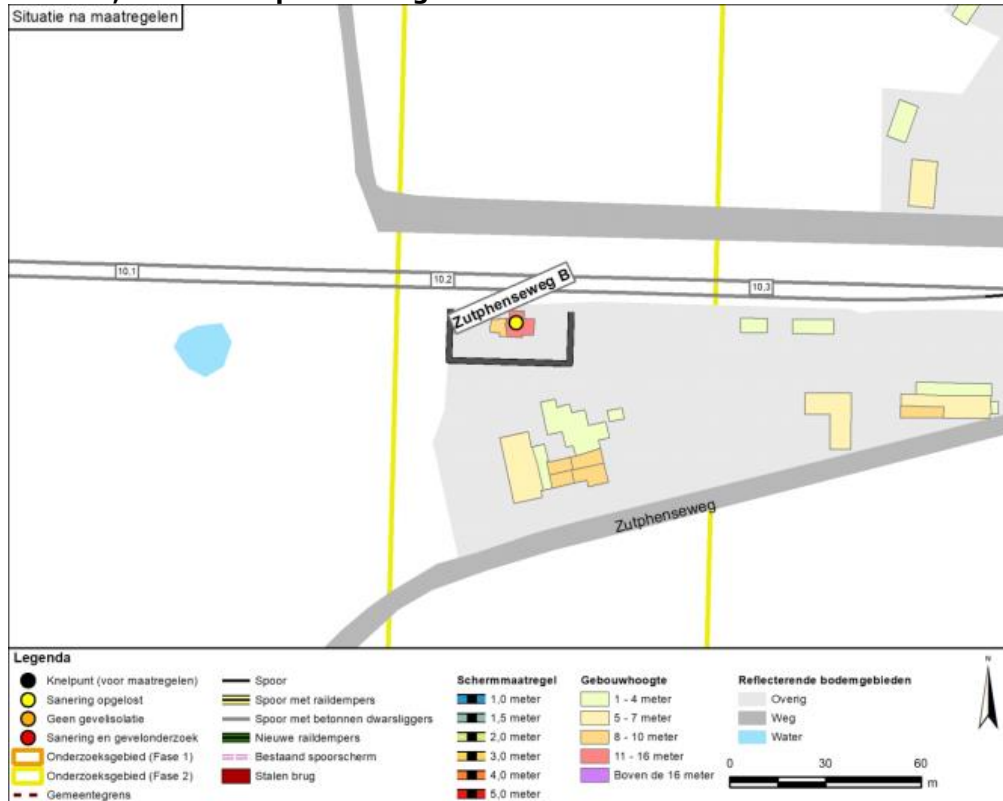 Situatie na maatregelen
10.1
10.2
10.3
Zutphenseweg B
Zutphenseweg
Legenda
Knelpunt (voor maatregelen)
Sanering opgelost
Geen gevelisolatie
Sanering en gevelonderzoek
Onderzoeksgebied (Fase 1)
Onderzoeksgebied (Fase 2)
Gemeentegrens
Spoor
Spoor met raildempers
Spoor met betonnen dwarsliggers
Nieuwe raildempers
Bestaand spoorscherm
Stalen brug
Schermmaatregel
1,0 meter
1,5 meter
2,0 meter
3,0 meter
4,0 meter
5,0 meter
Gebouwhoogte
1 - 4 meter
5 - 7 meter
8 - 10 meter
11 - 16 meter
Boven de 16 meter
Reflecterende bodemgebieden
Overig
Weg
Water
N
0 30 60
m